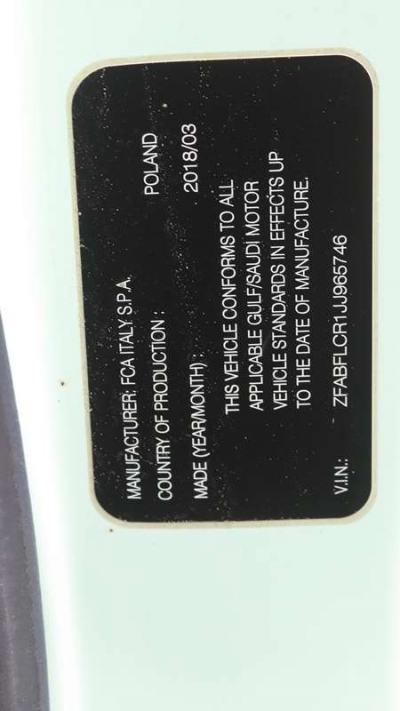 MANUFACTURER: FCA ITALY S.P.A.
COUNTRY OF PRODUCTION : POLAND
MADE (YEAR/MONTH) : 2018/03
THIS VEHICLE CONFORMS TO ALL
APPLICABLE GULF/SAUDI MOTOR
VEHICLE STANDARDS IN EFFECTS UP
TO THE DATE OF MANUFACTURE.
V.I.N.: ZFABFLCR1JJ965746